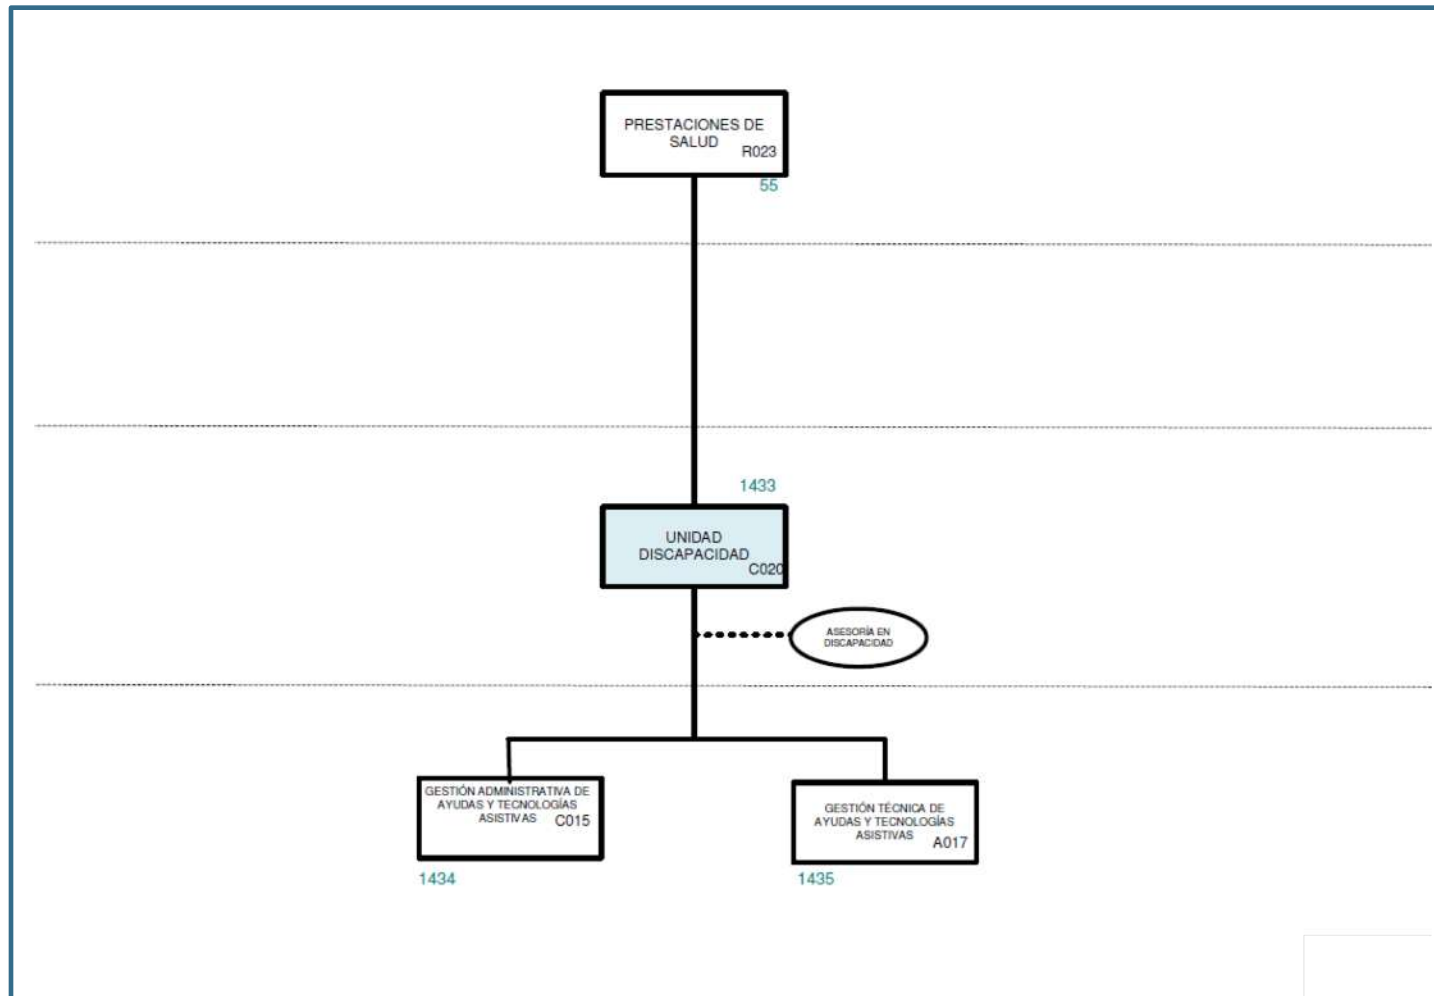 PRESTACIONES DE
SALUD
R023
55
1433
UNIDAD
DISCAPACIDAD
C020
ASESORÍA EN
DISCAPACIDAD
GESTIÓN ADMINISTRATIVA DE
AYUDAS Y TECNOLOGÍAS
ASISTIVAS C015
1434
GESTIÓN TÉCNICA DE
AYUDAS Y TECNOLOGÍAS
ASISTIVAS
A017
1435